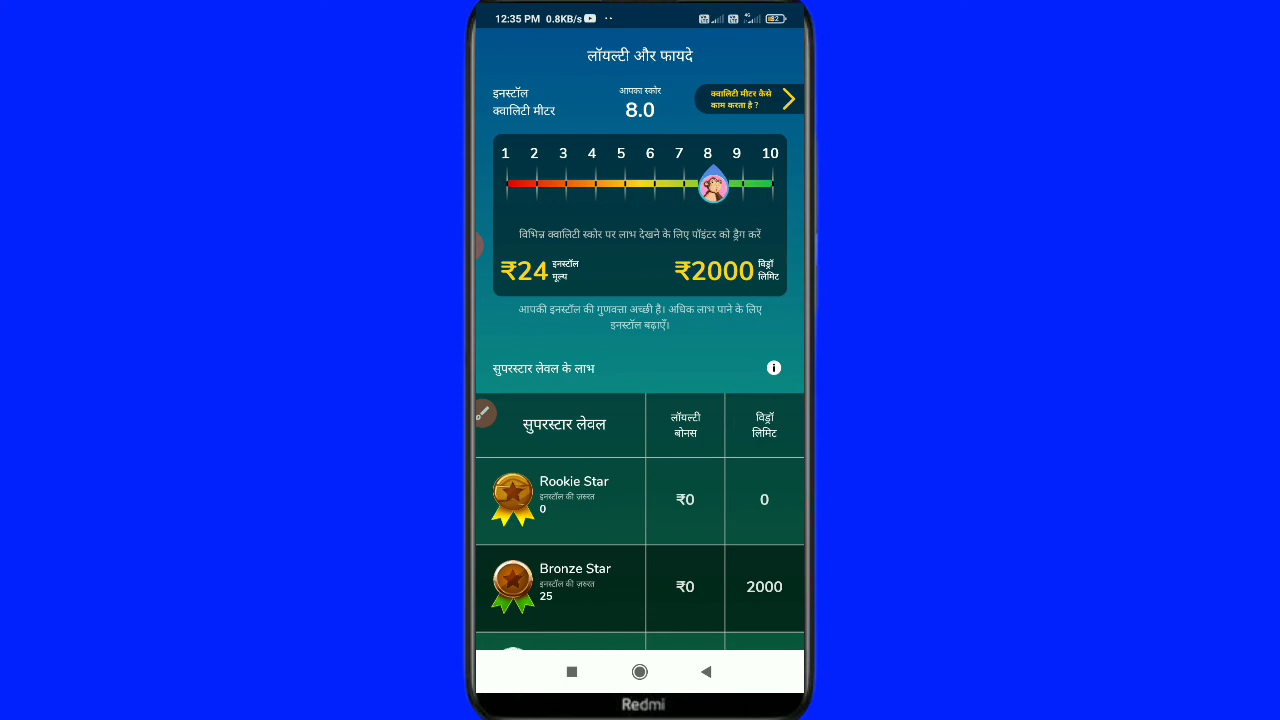 12:35 PM 0.8KB/s
4G
82
लॉयल्टी और फायदे
इनस्टॉल
क्वालिटी मीटर
आपका स्कोर
8.0
क्वालिटी मीटर कैसे
काम करता है ?
1 2 3 4 5 6 7 8 9 10
विभिन्न क्वालिटी स्कोर पर लाभ देखने के लिए पॉइंटर को ड्रैग करें
₹24 इनस्टॉल
मूल्य
₹2000 विड्रॉ
लिमिट
आपकी इनस्टॉल की गुणवत्ता अच्छी है। अधिक लाभ पाने के लिए
इनस्टॉल बढ़ाएँ।
सुपरस्टार लेवल के लाभ
सुपरस्टार लेवल
लॉयल्टी
बोनस
विड्रॉ
लिमिट
Rookie Star
इनस्टॉल की ज़रुरत
0
₹0
0
Bronze Star
इनस्टॉल की ज़रुरत
25
₹0
2000
Redmi